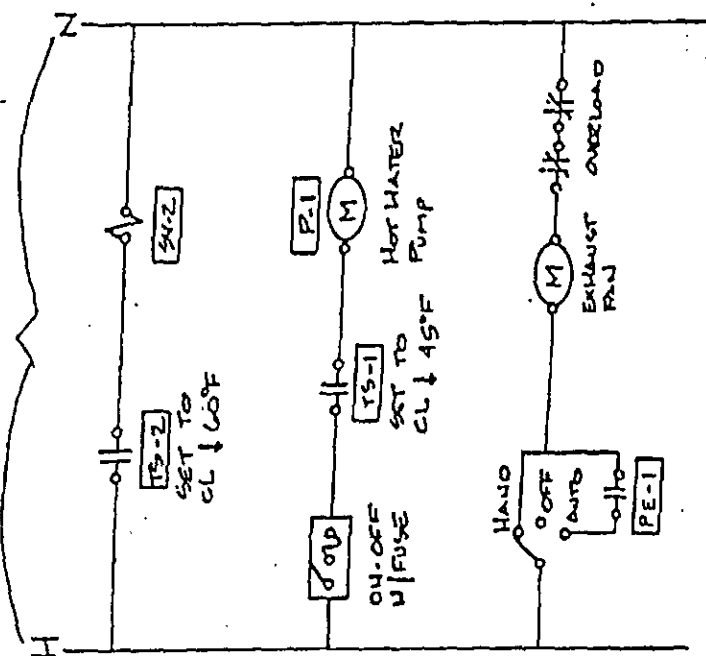 H
N
TS-2
SET TO
CL ↓ 60°F
SV-2
ON-OFF
W/FUSE
TS-1
SET TO
CL ↓ 45°F
P-1
M
HOT WATER
PUMP
HAND
OFF
AUTO
PE-1
M
EXHAUST
FAN
OVERLOAD